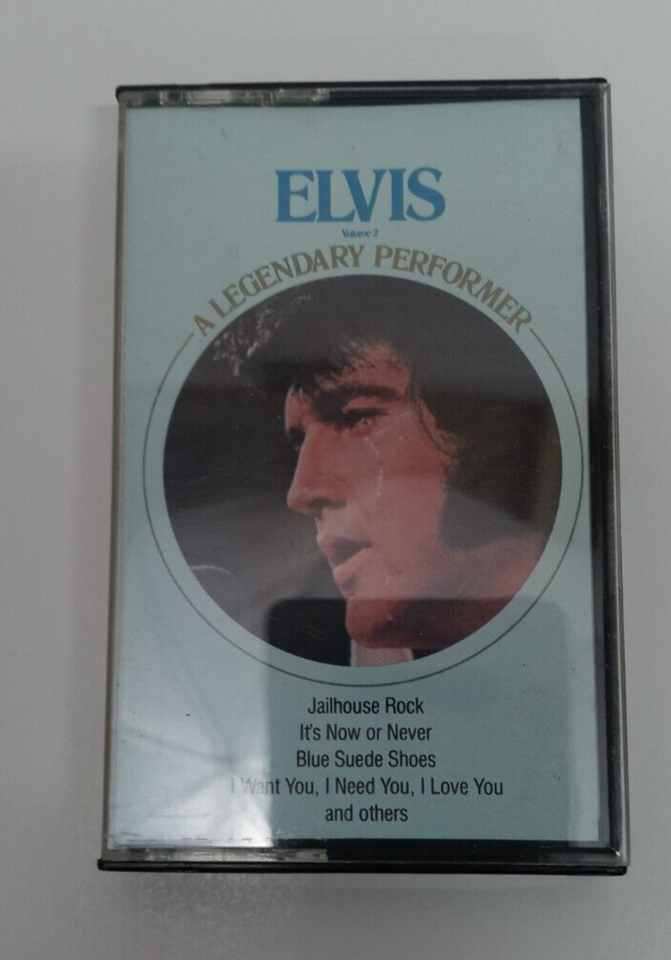 ELVIS
Volume 2
A LEGENDARY PERFORMER
Jailhouse Rock
It's Now or Never
Blue Suede Shoes
I Want You, I Need You, I Love You
and others